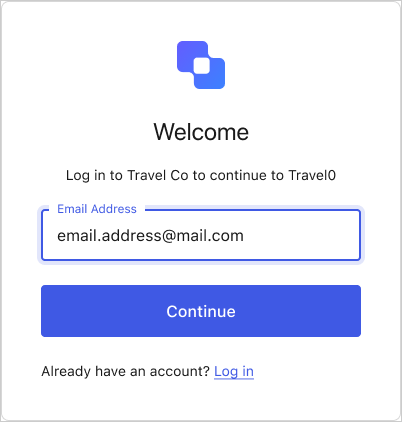 Welcome
Log in to Travel Co to continue to Travel0
Email Address
email.address@mail.com
Continue
Already have an account? Log in